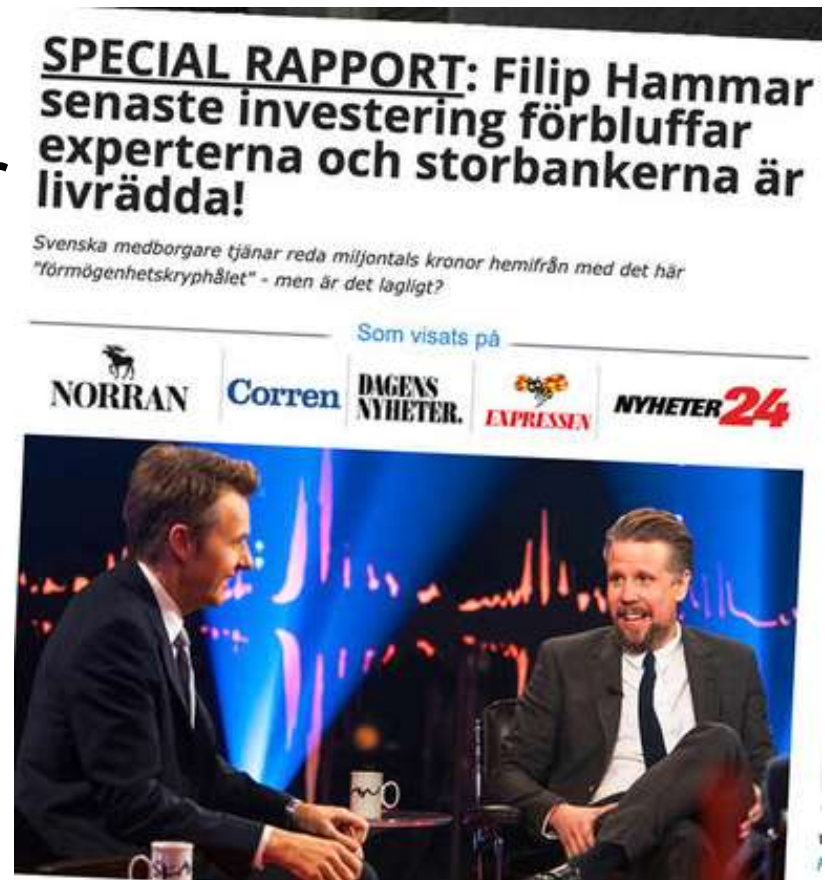 SPECIAL RAPPORT: Filip Hammar
senaste investering förbluffar
experterna och storbankerna är
livrädda!
Svenska medborgare tjänar reda miljontals kronor hemifrån med det här
"förmögenhetskryphålet" - men är det lagligt?
Som visats på
NORRAN
Corren
DAGENS
NYHETER.
EXPRESSEN
NYHETER24